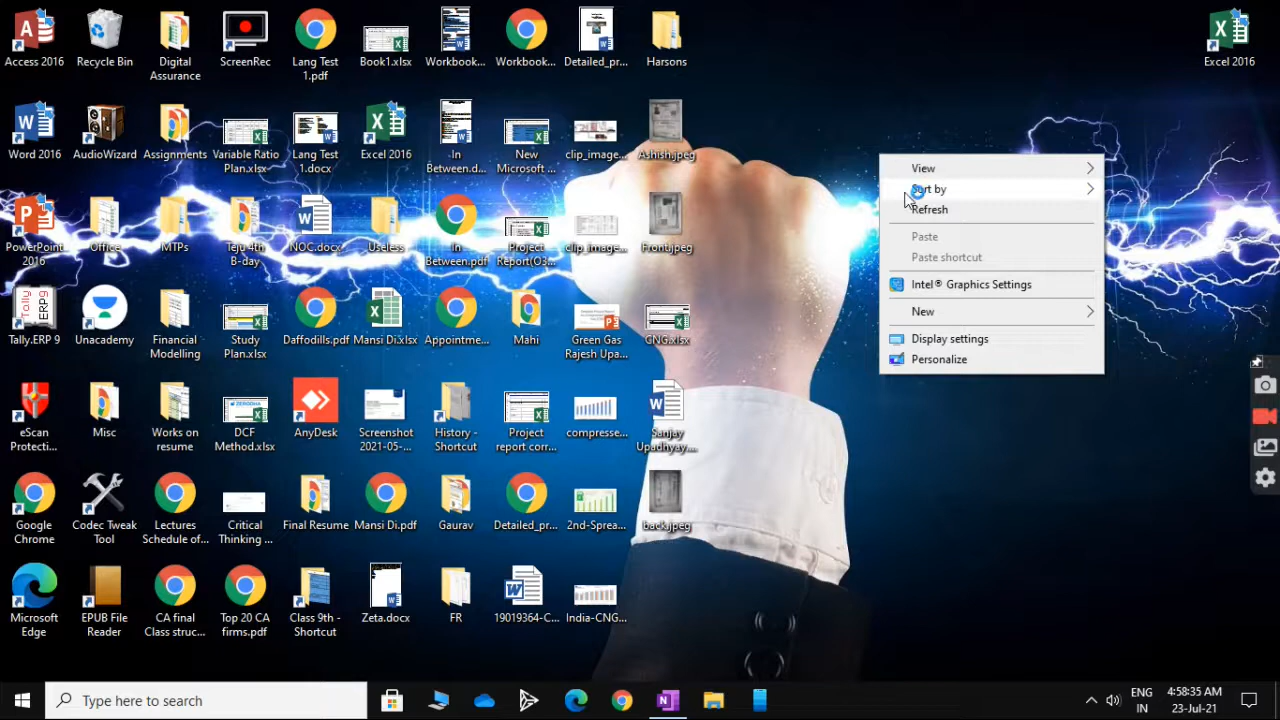 Access 2016
Recycle Bin
Digital
Assurance
ScreenRec
Lang Test
1.pdf
Book1.xlsx
Workbook...
Workbook...
Detailed_pr...
Harsons
Excel 2016
Word 2016
AudioWizard
Assignments
Variable Ratio
Plan.xlsx
Lang Test
1.docx
Excel 2016
In
Between.d...
New
Microsoft ...
clip_image...
Ashish.jpeg
PowerPoint
2016
Office
MTPs
Teju 4th
B-day
NOC.docx
Useless
In
Between.pdf
Project
Report(O3...
clip_image...
Front.jpeg
Tally.ERP 9
Unacademy
Financial
Modelling
Study
Plan.xlsx
Daffodills.pdf
Mansi Di.xlsx
Appointme...
Mahi
Green Gas
Rajesh Upa...
CNG.xlsx
eScan
Protecti...
Misc
Works on
resume
DCF
Method.xlsx
AnyDesk
Screenshot
2021-05-...
History -
Shortcut
Project
report corr...
compresse...
Sanjay
Upadhyay....
Google
Chrome
Codec Tweak
Tool
Lectures
Schedule of...
Critical
Thinking ...
Final Resume
Mansi Di.pdf
Gaurav
Detailed_pr...
2nd-Sprea...
back.jpeg
Microsoft
Edge
EPUB File
Reader
CA final
Class struc...
Top 20 CA
firms.pdf
Class 9th -
Shortcut
Zeta.docx
FR
19019364-C...
India-CNG...
View
Sort by
Refresh
Paste
Paste shortcut
Intel® Graphics Settings
New
Display settings
Personalize
Type here to search
ENG
IN
4:58:35 AM
23-Jul-21